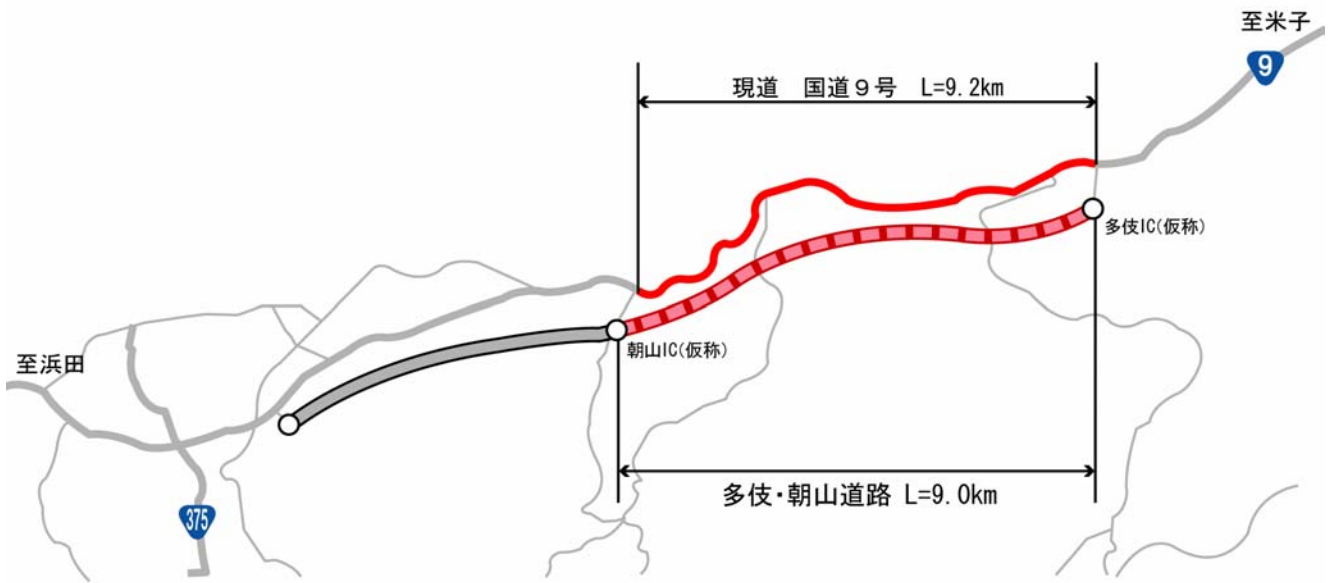 至米子
9
現道　国道９号　L=9.2km
多伎IC(仮称)
朝山IC(仮称)
至浜田
多伎・朝山道路 L=9.0km
375